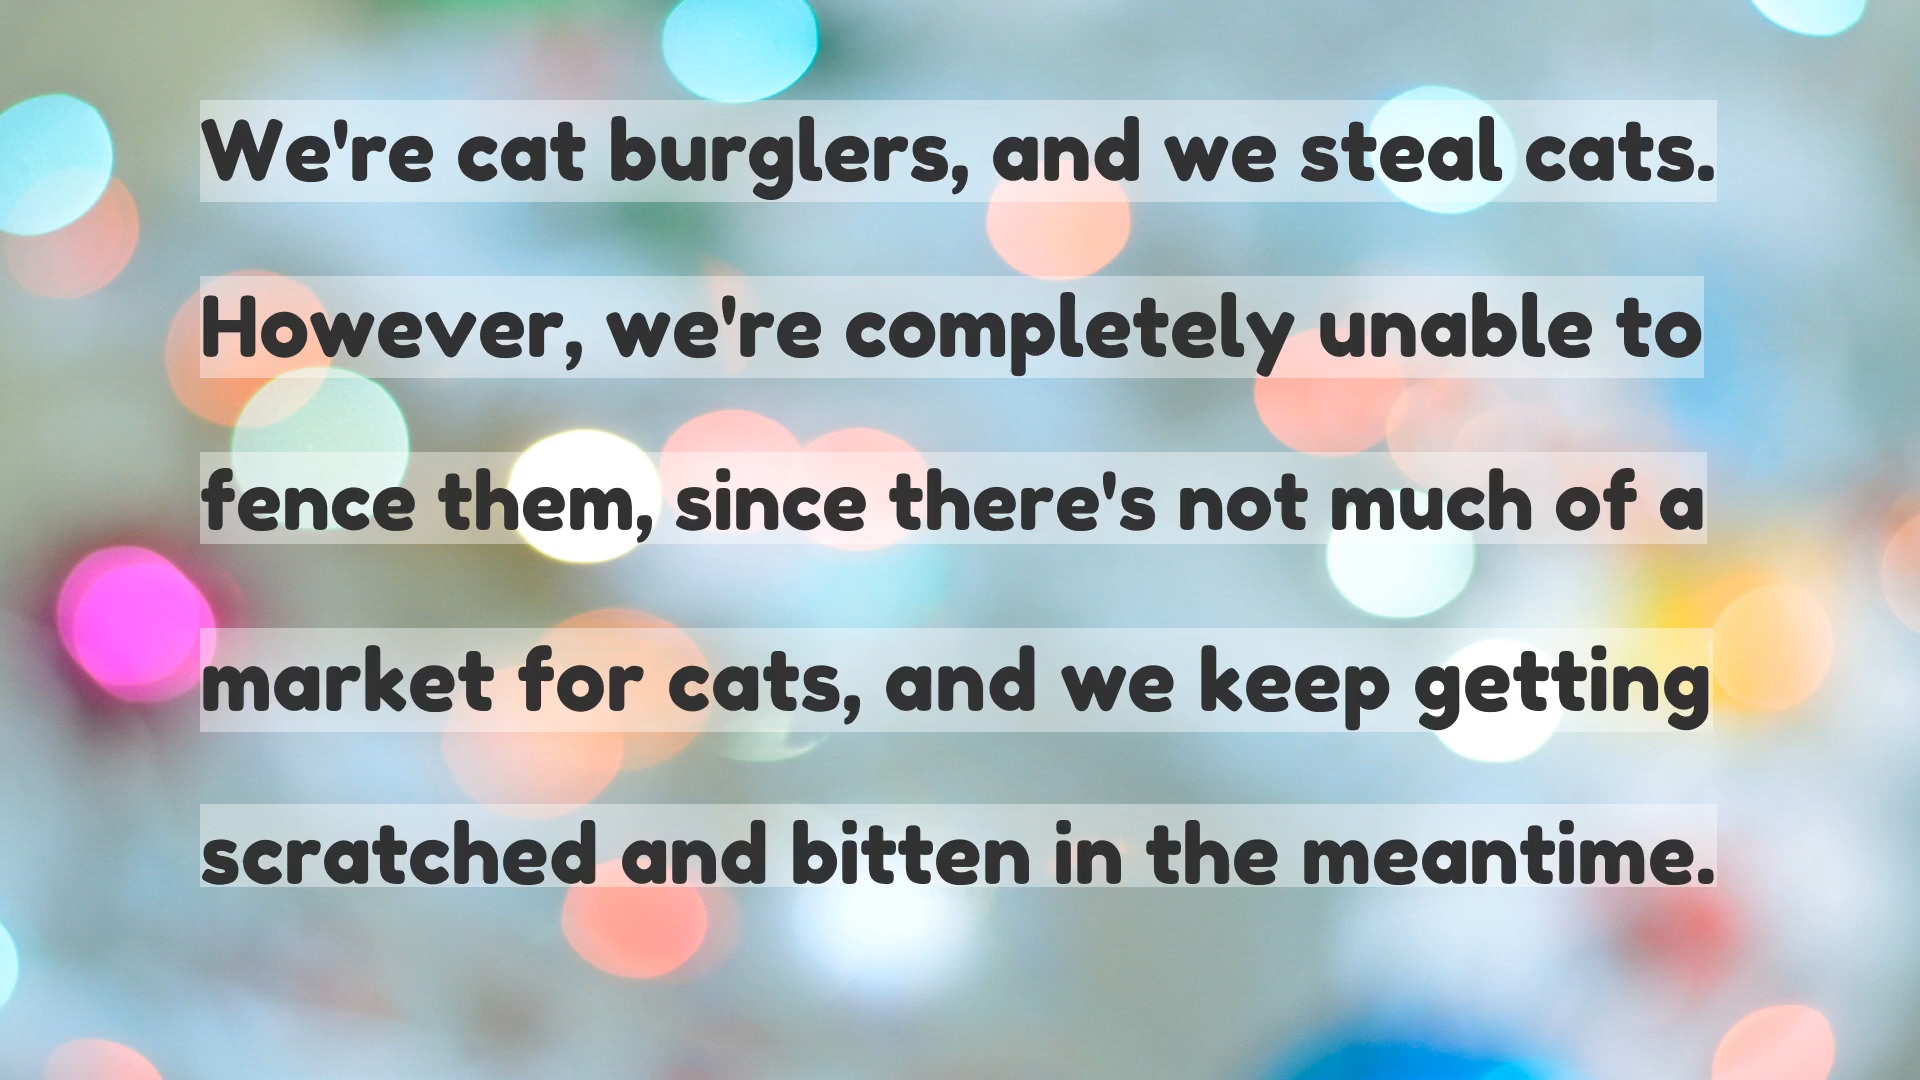 We're cat burglers, and we steal cats.
However, we're completely unable to
fence them, since there's not much of a
market for cats, and we keep getting
scratched and bitten in the meantime.